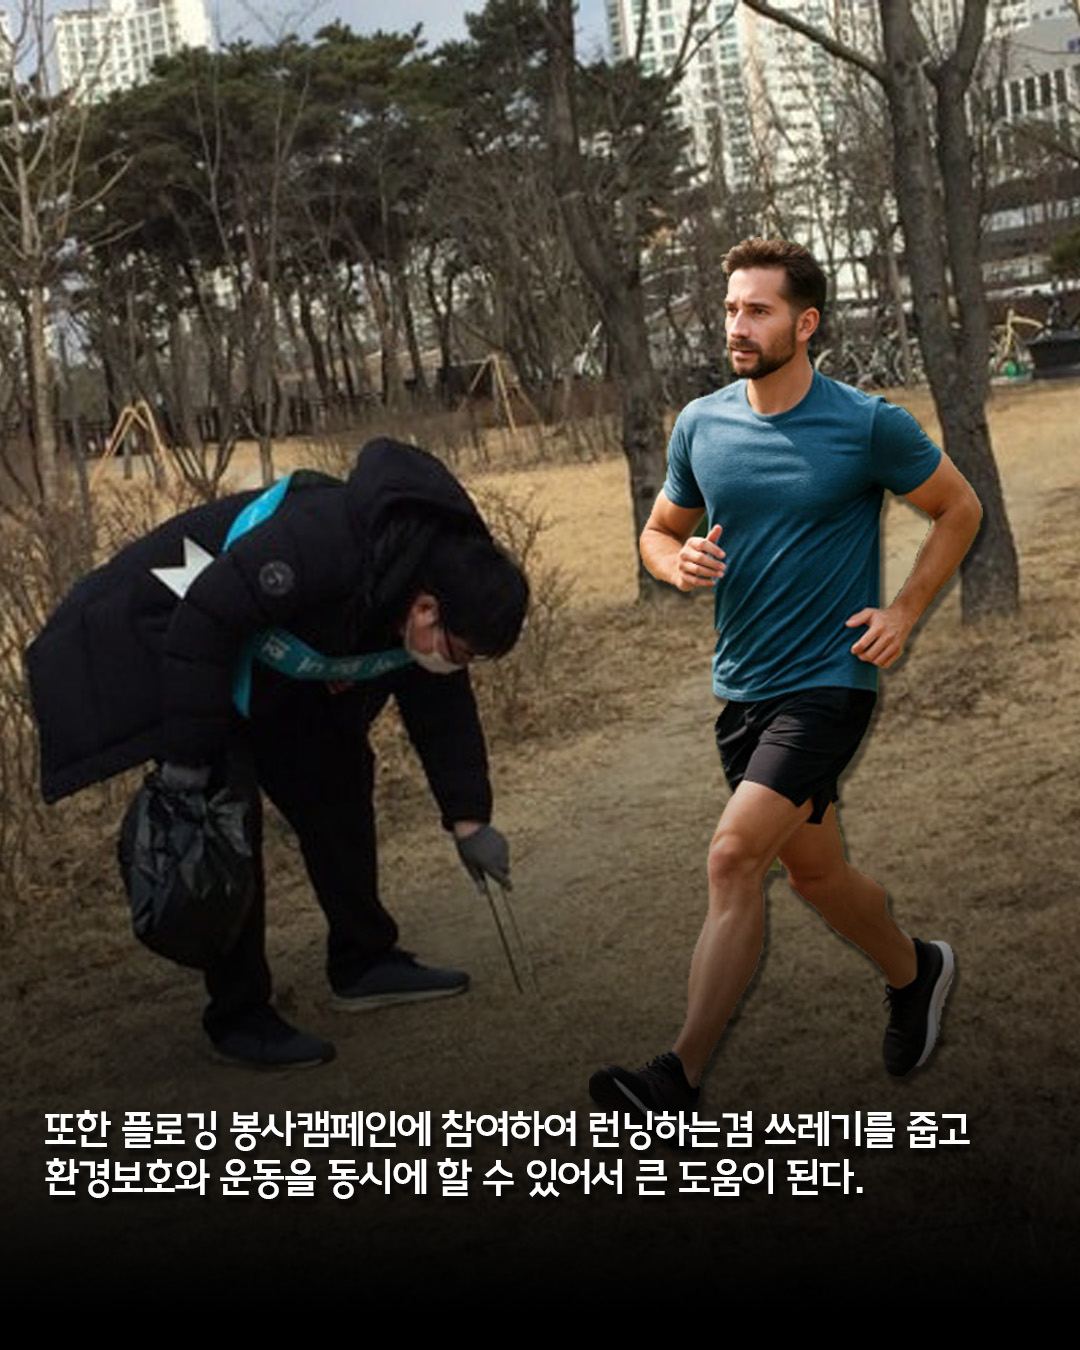 또한 플로깅 봉사캠페인에 참여하여 런닝하는겸 쓰레기를 줍고
환경보호와 운동을 동시에 할 수 있어서 큰 도움이 된다.